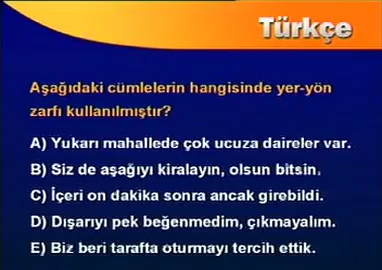 Türkçe
Aşağıdaki cümlelerin hangisinde yer-yön
zarfı kullanılmıştır?
A) Yukarı mahallede çok ucuza daireler var.
B) Siz de aşağıyı kiralayın, olsun bitsin.
C) İçeri on dakika sonra ancak girebildi.
D) Dışarıyı pek beğenmedim, çıkmayalım.
E) Biz beri tarafta oturmayı tercih ettik.